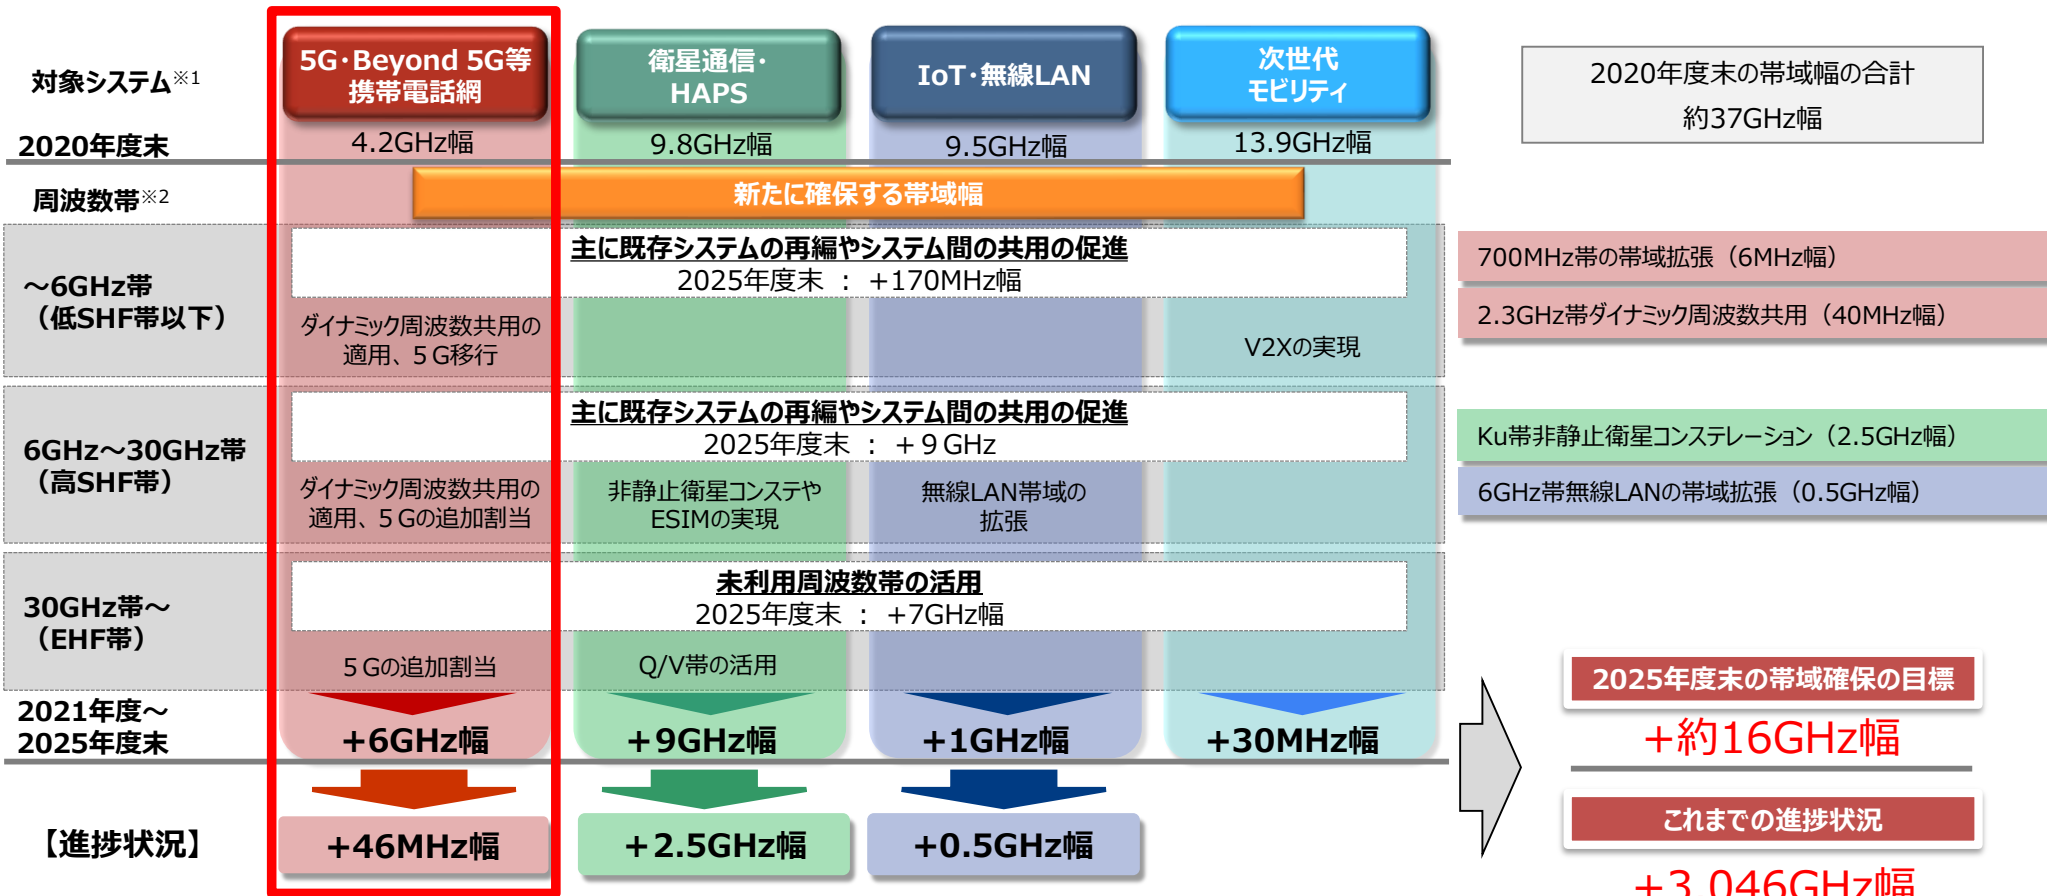 対象システム※1
5G・Beyond 5G等
携帯電話網
衛星通信・
HAPS
IoT・無線LAN
次世代
モビリティ
2020年度末の帯域幅の合計
約37GHz幅
2020年度末
4.2GHz幅
9.8GHz幅
9.5GHz幅
13.9GHz幅
周波数帯※2
新たに確保する帯域幅
～6GHz帯
（低SHF帯以下）
主に既存システムの再編やシステム間の共用の促進
2025年度末 ： +170MHz幅
ダイナミック周波数共用の
適用、５G移行
V2Xの実現
700MHz帯の帯域拡張（6MHz幅）
2.3GHz帯ダイナミック周波数共用（40MHz幅）
6GHz～30GHz帯
（高SHF帯）
主に既存システムの再編やシステム間の共用の促進
2025年度末 ： +９GHz
ダイナミック周波数共用の
適用、５Gの追加割当
非静止衛星コンステや
ESIMの実現
無線LAN帯域の
拡張
Ku帯非静止衛星コンステレーション（2.5GHz幅）
6GHz帯無線LANの帯域拡張（0.5GHz幅）
30GHz帯～
（EHF帯）
未利用周波数帯の活用
2025年度末 ： +7GHz幅
５Gの追加割当
Q/V帯の活用
2021年度～
2025年度末
+6GHz幅
+9GHz幅
+1GHz幅
+30MHz幅
2025年度末の帯域確保の目標
+約16GHz幅
【進捗状況】
+46MHz幅
+2.5GHz幅
+0.5GHz幅
これまでの進捗状況
+3.046GHz幅